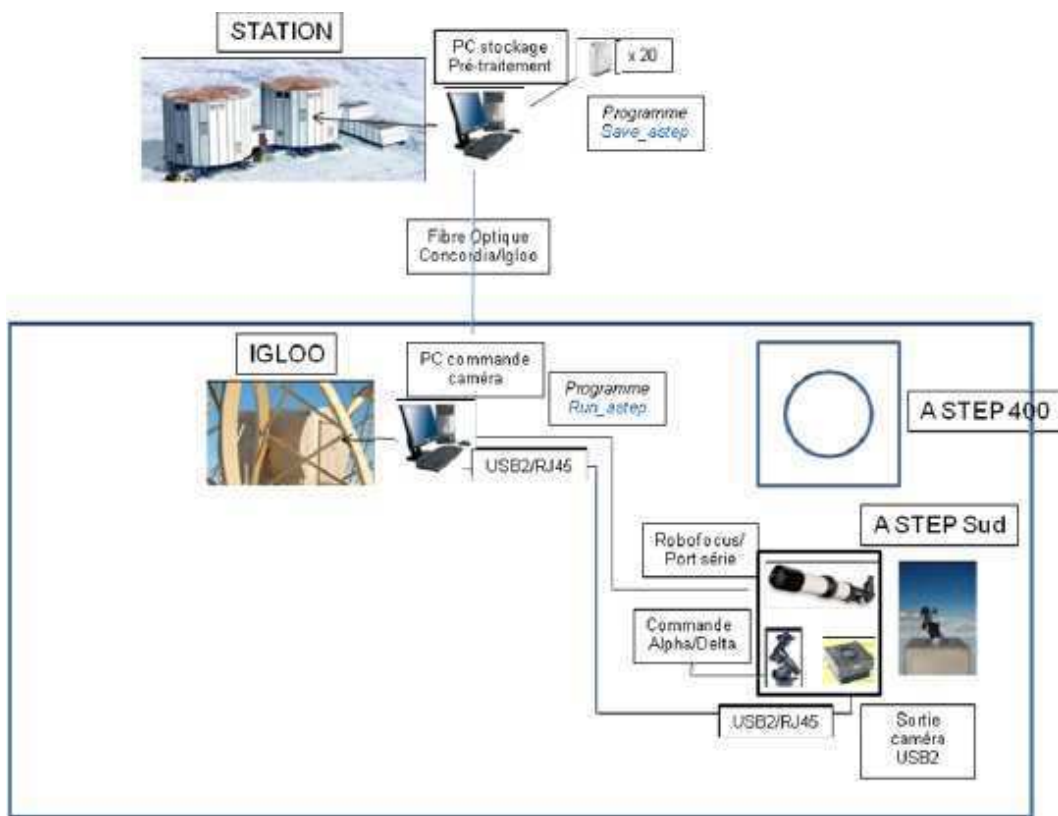 STATION
PC stockage
Pré-traitement
x 20
Programme
Save_astep
Fibre Optique
Concordia/Igloo
IGLOO
PC commande
caméra
Programme
Run_astep
USB2/RJ45
A STEP 400
A STEP Sud
Robofocus/
Port série
Commande
Alpha/Delta
USB2/RJ45
Sortie
caméra
USB2